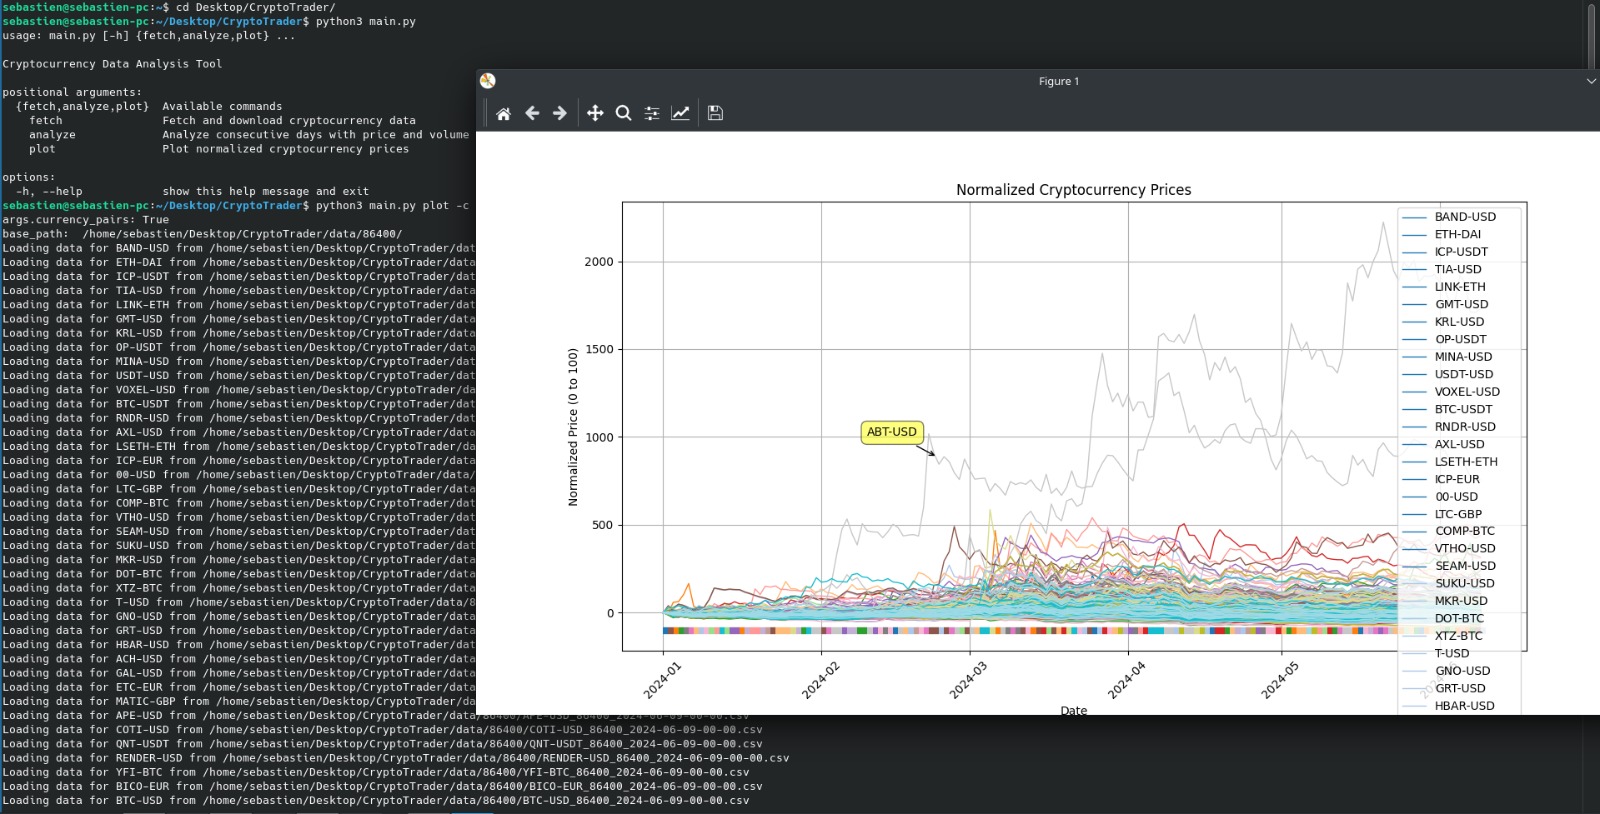 sebastien@sebastien-pc:~$ cd Desktop/CryptoTrader/
sebastien@sebastien-pc:~/Desktop/CryptoTrader$ python3 main.py
usage: main.py [-h] {fetch,analyze,plot} ...
Cryptocurrency Data Analysis Tool
positional arguments:
{fetch,analyze,plot}  Available commands
fetch               Fetch and download cryptocurrency data
analyze             Analyze consecutive days with price and volume
plot                Plot normalized cryptocurrency prices
options:
-h, --help          show this help message and exit
sebastien@sebastien-pc:~/Desktop/CryptoTrader$ python3 main.py plot -c
args.currency_pairs: True
base_path:  /home/sebastien/Desktop/CryptoTrader/data/86400/
Loading data for BAND-USD from /home/sebastien/Desktop/CryptoTrader/dat
Loading data for ETH-DAI from /home/sebastien/Desktop/CryptoTrader/data
Loading data for ICP-USDT from /home/sebastien/Desktop/CryptoTrader/dat
Loading data for TIA-USD from /home/sebastien/Desktop/CryptoTrader/data
Loading data for LINK-ETH from /home/sebastien/Desktop/CryptoTrader/dat
Loading data for GMT-USD from /home/sebastien/Desktop/CryptoTrader/data
Loading data for KRL-USD from /home/sebastien/Desktop/CryptoTrader/data
Loading data for OP-USDT from /home/sebastien/Desktop/CryptoTrader/data
Loading data for MINA-USD from /home/sebastien/Desktop/CryptoTrader/dat
Loading data for USDT-USD from /home/sebastien/Desktop/CryptoTrader/dat
Loading data for VOXEL-USD from /home/sebastien/Desktop/CryptoTrader/da
Loading data for BTC-USDT from /home/sebastien/Desktop/CryptoTrader/dat
Loading data for RNDR-USD from /home/sebastien/Desktop/CryptoTrader/dat
Loading data for AXL-USD from /home/sebastien/Desktop/CryptoTrader/data
Loading data for LSETH-ETH from /home/sebastien/Desktop/CryptoTrader/da
Loading data for ICP-EUR from /home/sebastien/Desktop/CryptoTrader/data
Loading data for 00-USD from /home/sebastien/Desktop/CryptoTrader/data/
Loading data for LTC-GBP from /home/sebastien/Desktop/CryptoTrader/data
Loading data for COMP-BTC from /home/sebastien/Desktop/CryptoTrader/dat
Loading data for VTHO-USD from /home/sebastien/Desktop/CryptoTrader/dat
Loading data for SEAM-USD from /home/sebastien/Desktop/CryptoTrader/dat
Loading data for SUKU-USD from /home/sebastien/Desktop/CryptoTrader/dat
Loading data for MKR-USD from /home/sebastien/Desktop/CryptoTrader/data
Loading data for DOT-BTC from /home/sebastien/Desktop/CryptoTrader/data
Loading data for XTZ-BTC from /home/sebastien/Desktop/CryptoTrader/data
Loading data for T-USD from /home/sebastien/Desktop/CryptoTrader/data/8
Loading data for GNO-USD from /home/sebastien/Desktop/CryptoTrader/data
Loading data for GRT-USD from /home/sebastien/Desktop/CryptoTrader/data
Loading data for HBAR-USD from /home/sebastien/Desktop/CryptoTrader/dat
Loading data for ACH-USD from /home/sebastien/Desktop/CryptoTrader/data
Loading data for GAL-USD from /home/sebastien/Desktop/CryptoTrader/data
Loading data for ETC-EUR from /home/sebastien/Desktop/CryptoTrader/data
Loading data for MATIC-GBP from /home/sebastien/Desktop/CryptoTrader/da
Loading data for APE-USD from /home/sebastien/Desktop/CryptoTrader/data/86400/APE-USD_86400_2024-06-09-00-00.csv
Loading data for COTI-USD from /home/sebastien/Desktop/CryptoTrader/data/86400/COTI-USD_86400_2024-06-09-00-00.csv
Loading data for QNT-USDT from /home/sebastien/Desktop/CryptoTrader/data/86400/QNT-USDT_86400_2024-06-09-00-00.csv
Loading data for RENDER-USD from /home/sebastien/Desktop/CryptoTrader/data/86400/RENDER-USD_86400_2024-06-09-00-00.csv
Loading data for YFI-BTC from /home/sebastien/Desktop/CryptoTrader/data/86400/YFI-BTC_86400_2024-06-09-00-00.csv
Loading data for BICO-EUR from /home/sebastien/Desktop/CryptoTrader/data/86400/BICO-EUR_86400_2024-06-09-00-00.csv
Loading data for BTC-USD from /home/sebastien/Desktop/CryptoTrader/data/86400/BTC-USD_86400_2024-06-09-00-00.csv
Figure 1
Normalized Cryptocurrency Prices
Normalized Price (0 to 100)
2000
1500
1000
500
0
ABT-USD
2024-01
2024-02
2024-03
2024-04
2024-05
Date
BAND-USD
ETH-DAI
ICP-USDT
TIA-USD
LINK-ETH
GMT-USD
KRL-USD
OP-USDT
MINA-USD
USDT-USD
VOXEL-USD
BTC-USDT
RNDR-USD
AXL-USD
LSETH-ETH
ICP-EUR
00-USD
LTC-GBP
COMP-BTC
VTHO-USD
SEAM-USD
SUKU-USD
MKR-USD
DOT-BTC
XTZ-BTC
T-USD
GNO-USD
GRT-USD
HBAR-USD